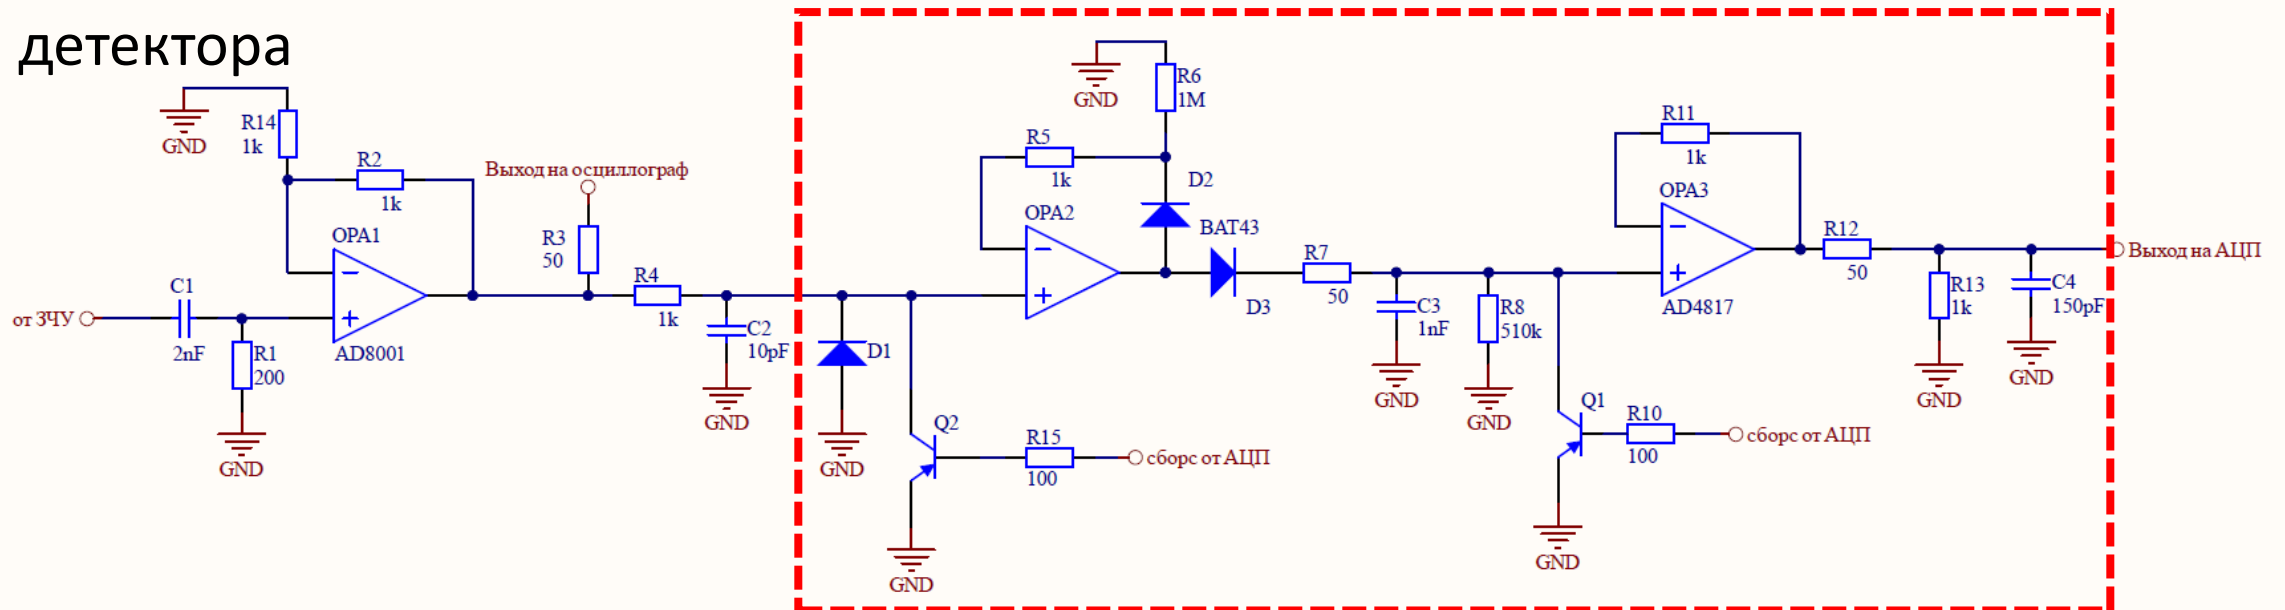 детектора
R14
1k
GND
R2
1k
OPA1
AD8001
C1
2nF
от ЗЧУ
R1
200
GND
Выход на осциллограф
R3
50
R4
1k
C2
10pF
GND
D1
GND
Q2
GND
R15
100
сборс от АЦП
GND
R6
1M
R5
1k
OPA2
D2
BAT43
D3
R7
50
C3
1nF
GND
R8
510k
GND
Q1
GND
R10
100
сборс от АЦП
R11
1k
OPA3
AD4817
R12
50
R13
1k
GND
C4
150pF
GND
Выход на АЦП